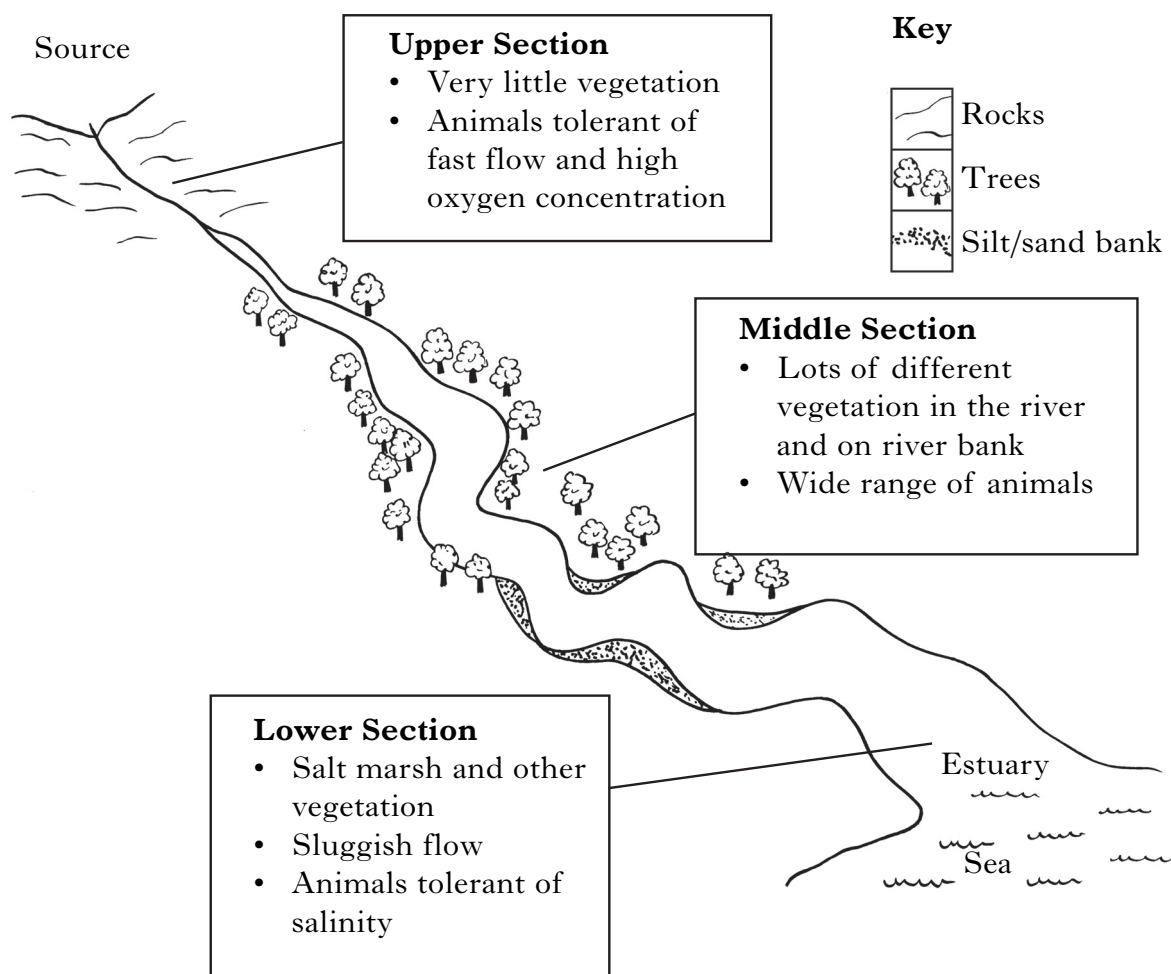 Source
Upper Section
• Very little vegetation
• Animals tolerant of
fast flow and high
oxygen concentration
Key
Rocks
Trees
Silt/sand bank
Middle Section
• Lots of different
vegetation in the river
and on river bank
• Wide range of animals
Lower Section
• Salt marsh and other
vegetation
• Sluggish flow
• Animals tolerant of
salinity
Estuary
Sea